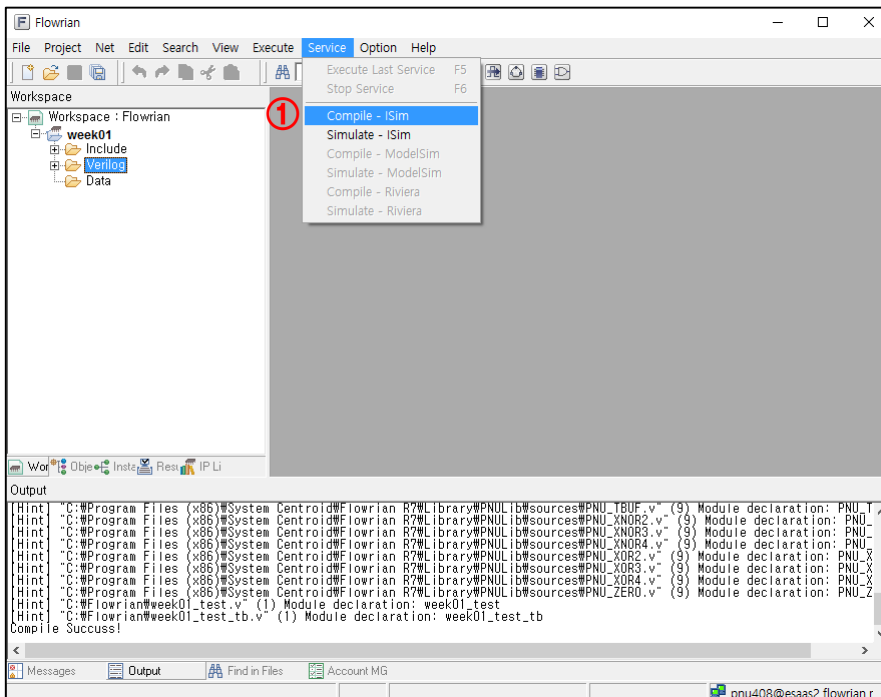 Flowrian
File Project Net Edit Search View Execute Service Option Help
Execute Last Service F5
Stop Service F6
① Compile - ISim
Simulate - ISim
Compile - ModelSim
Simulate - ModelSim
Compile - Riviera
Simulate - Riviera
Workspace
Workspace : Flowrian
week01
Include
Verilog
Data
Wor Obje Insta Resu IP Li
Output
[Hint] "C:₩Program Files (x86)₩System Centroid₩Flowrian R7₩Library₩PNULib₩sources₩PNU_TBUF.v" (9) Module declaration: PNU_T
[Hint] "C:₩Program Files (x86)₩System Centroid₩Flowrian R7₩Library₩PNULib₩sources₩PNU_XNOR2.v" (9) Module declaration: PNU_
[Hint] "C:₩Program Files (x86)₩System Centroid₩Flowrian R7₩Library₩PNULib₩sources₩PNU_XNOR3.v" (9) Module declaration: PNU_
[Hint] "C:₩Program Files (x86)₩System Centroid₩Flowrian R7₩Library₩PNULib₩sources₩PNU_XNOR4.v" (9) Module declaration: PNU_
[Hint] "C:₩Program Files (x86)₩System Centroid₩Flowrian R7₩Library₩PNULib₩sources₩PNU_XOR2.v" (9) Module declaration: PNU_X
[Hint] "C:₩Program Files (x86)₩System Centroid₩Flowrian R7₩Library₩PNULib₩sources₩PNU_XOR3.v" (9) Module declaration: PNU_X
[Hint] "C:₩Program Files (x86)₩System Centroid₩Flowrian R7₩Library₩PNULib₩sources₩PNU_XOR4.v" (9) Module declaration: PNU_X
[Hint] "C:₩Program Files (x86)₩System Centroid₩Flowrian R7₩Library₩PNULib₩sources₩PNU_ZERO.v" (9) Module declaration: PNU_Z
[Hint] "C:₩Flowrian₩week01_test.v" (1) Module declaration: week01_test
[Hint] "C:₩Flowrian₩week01_test_tb.v" (1) Module declaration: week01_test_tb
Compile Succuss!
Messages Output Find in Files Account MG
pnu408@esaas2 flowrian r